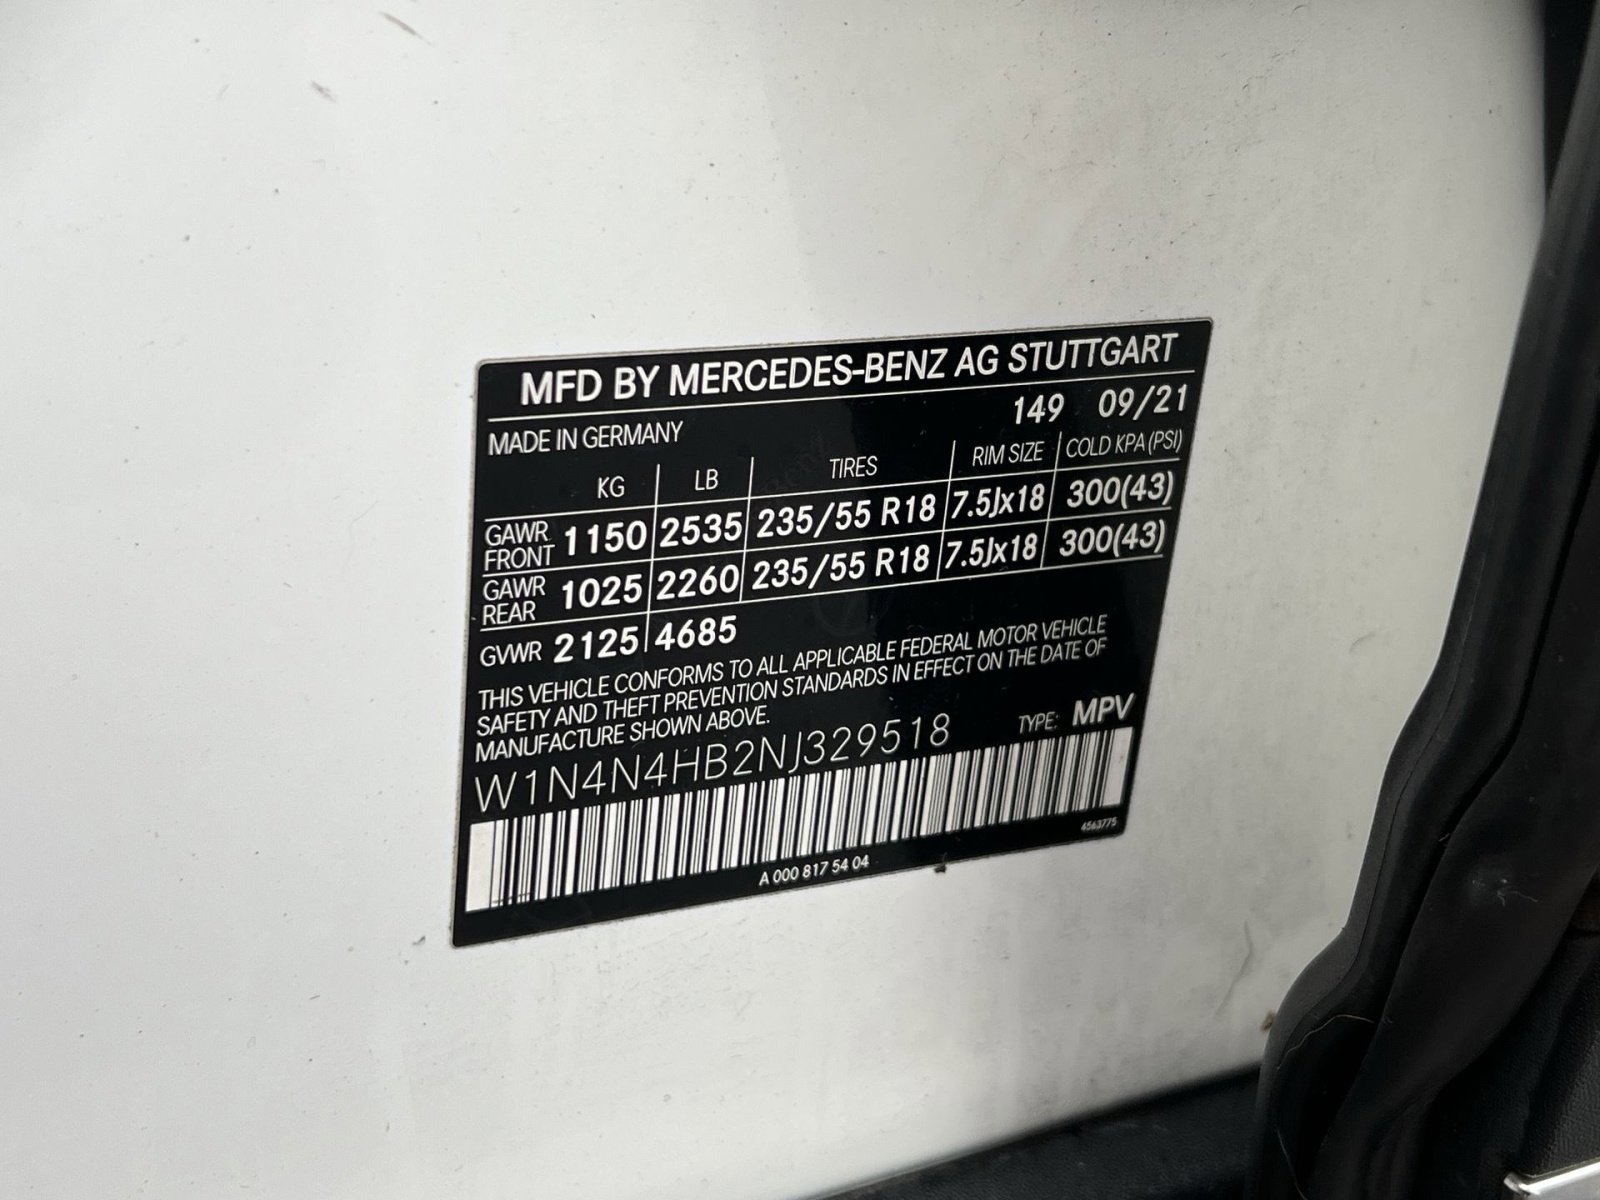 MFD BY MERCEDES-BENZ AG STUTTGART
MADE IN GERMANY 149 09/21
KG LB TIRES RIM SIZE COLD KPA (PSI)
GAWR FRONT 1150 2535 235/55 R18 7.5Jx18 300(43)
GAWR REAR 1025 2260 235/55 R18 7.5Jx18 300(43)
GVWR 2125 4685
THIS VEHICLE CONFORMS TO ALL APPLICABLE FEDERAL MOTOR VEHICLE
SAFETY AND THEFT PREVENTION STANDARDS IN EFFECT ON THE DATE OF
MANUFACTURE SHOWN ABOVE.
W1N4N4HB2NJ329518 TYPE: MPV
4563775
A 000 817 54 04